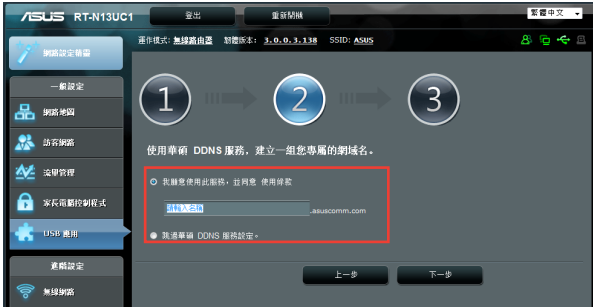 ASUS RT-N13UC1 登出 重新開機 繁體中文
運作模式: 無線路由器 韌體版本: 3.0.0.3.138 SSID: ASUS
網路設定精靈
一般設定
網路地圖
訪客網路
流量管理
家長電腦控制程式
USB 應用
進階設定
無線網路
1 2 3
使用華碩 DDNS 服務，建立一組您專屬的網域名。
我願意使用此服務，並同意 使用條款
請輸入名稱 .asuscomm.com
跳過華碩 DDNS 服務設定。
上一步 下一步